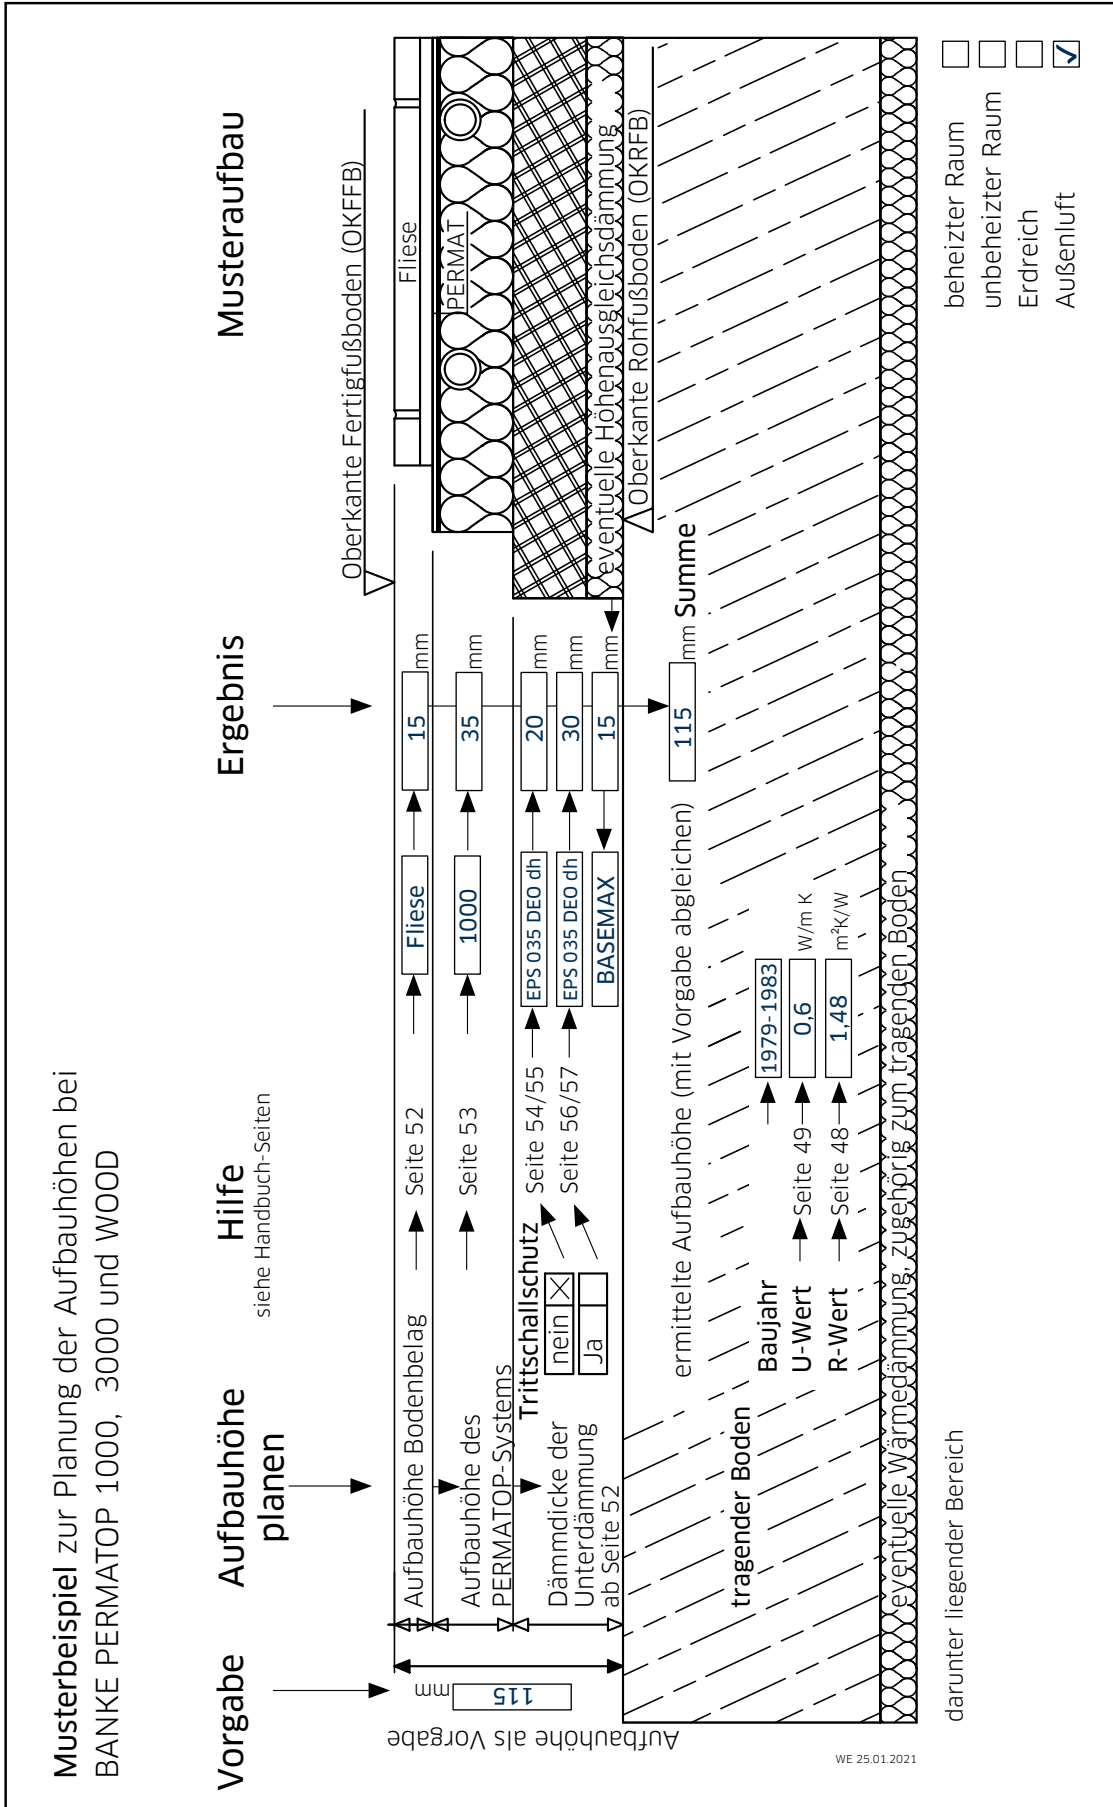 Musterbeispiel zur Planung der Aufbauhöhen bei
BANKE PERMATOP 1000, 3000 und WOOD
Vorgabe
Aufbauhöhe
planen
Hilfe
siehe Handbuch-Seiten
Ergebnis
Musteraufbau
Aufbauhöhe als Vorgabe
115
mm
Oberkante Fertigfußboden (OKFFB)
Aufbauhöhe Bodenbelag
Seite 52
Fliese
15
mm
Fliese
Aufbauhöhe des
PERMATOP-Systems
Seite 53
1000
35
mm
PERMAT
Dämmdicke der
Unterdämmung
ab Seite 52
Trittschallschutz
nein
Ja
Seite 54/55
EPS 035 DEO dh
20
mm
Seite 56/57
EPS 035 DEO dh
30
mm
BASEMAX
15
mm
eventuelle Höhenausgleichsdämmung
Oberkante Rohfußboden (OKRFB)
ermittelte Aufbauhöhe (mit Vorgabe abgleichen)
115
mm Summe
tragender Boden
Baujahr
1979-1983
U-Wert
Seite 49
0,6
W/m K
R-Wert
Seite 48
1,48
m²K/W
eventuelle Wärmedämmung, zugehörig zum tragenden Boden
darunter liegender Bereich
beheizter Raum
unbeheizter Raum
Erdreich
Außenluft
WE 25.01.2021